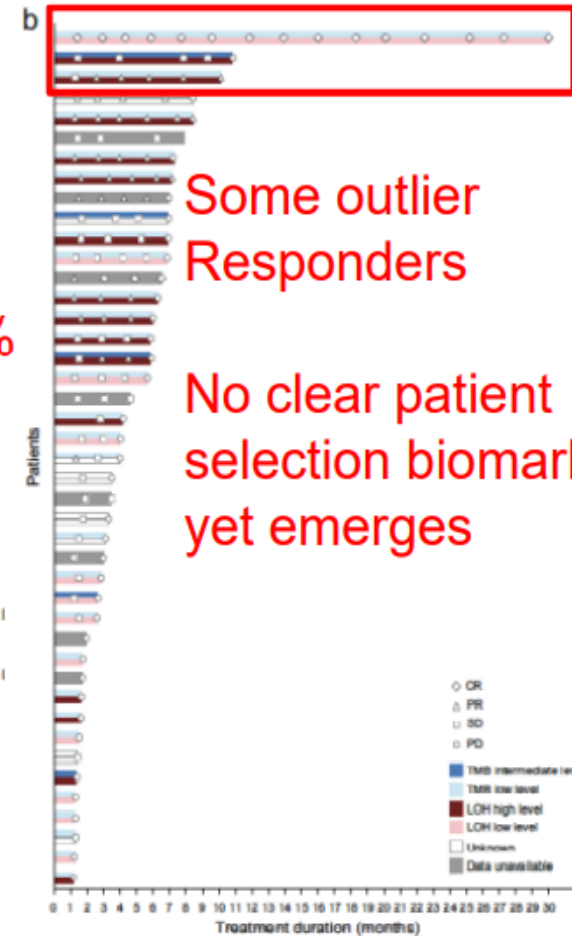 b
Some outlier
Responders
%
No clear patient
selection biomark
yet emerges
Patients
CR
PR
SD
PD
TMB intermediate lev
TMB low level
LOH high level
LOH low level
Unknown
Data unavailable
0 1 2 3 4 5 6 7 8 9 10 11 12 13 14 15 16 17 18 19 20 21 22 23 24 25 26 27 28 29 30
Treatment duration (months)